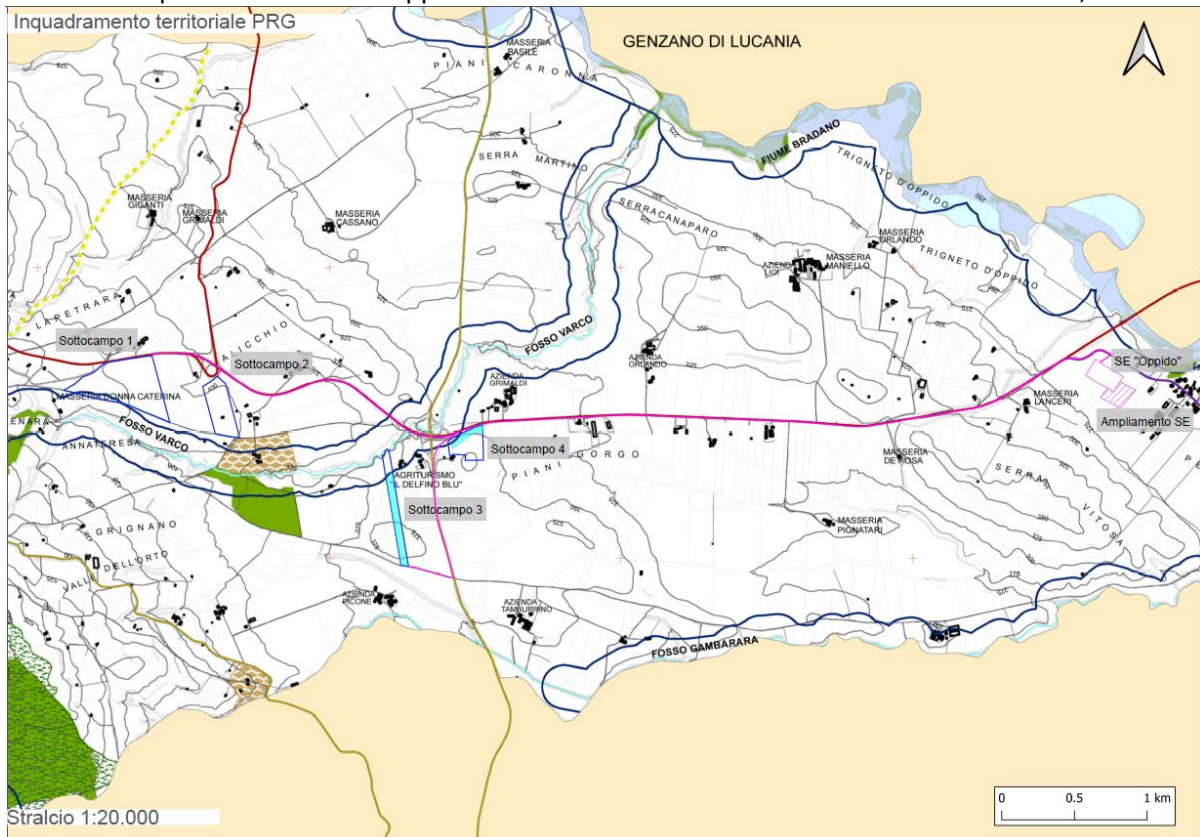 Inquadramento territoriale PRG
GENZANO DI LUCANIA
MASSERIA
BASILE
PIANI CARONNA
FIUME BRADANO
SERRA MARTINO
TRIGNETO D'OPPIDO
MASSERIA
GIGANTI
MASSERIA
GRIMALDI
MASSERIA
CASSANO
SERRACANAPARO
MASSERIA
ORLANDO
TRIGNETO D'OPPIDO
MASSERIA
MANIELLO
LARETRARA
Sottocampo 1
Sottocampo 2
FOSSO VARCO
AZIENDA
ORLANDO
SE "Oppido"
AZIENDA
GRIMALDI
MASSERIA DONNA CATERINA
MASSERIA
LANCERI
Ampliamento SE
FOSSO VARCO
ANNATERESA
Sottocampo 4
PIANI GORGO
MASSERIA
DE ROSA
AGRITURISMO
IL DELFINO BLU"
Sottocampo 3
SERRA VITOSA
GRIGNANO
MASSERIA
PIGNATARI
VALLE DELL'ORTO
AZIENDA
PICONE
AZIENDA
TAMBURRINO
FOSSO GAMBARARA
Stralcio 1:20.000
0 0.5 1 km